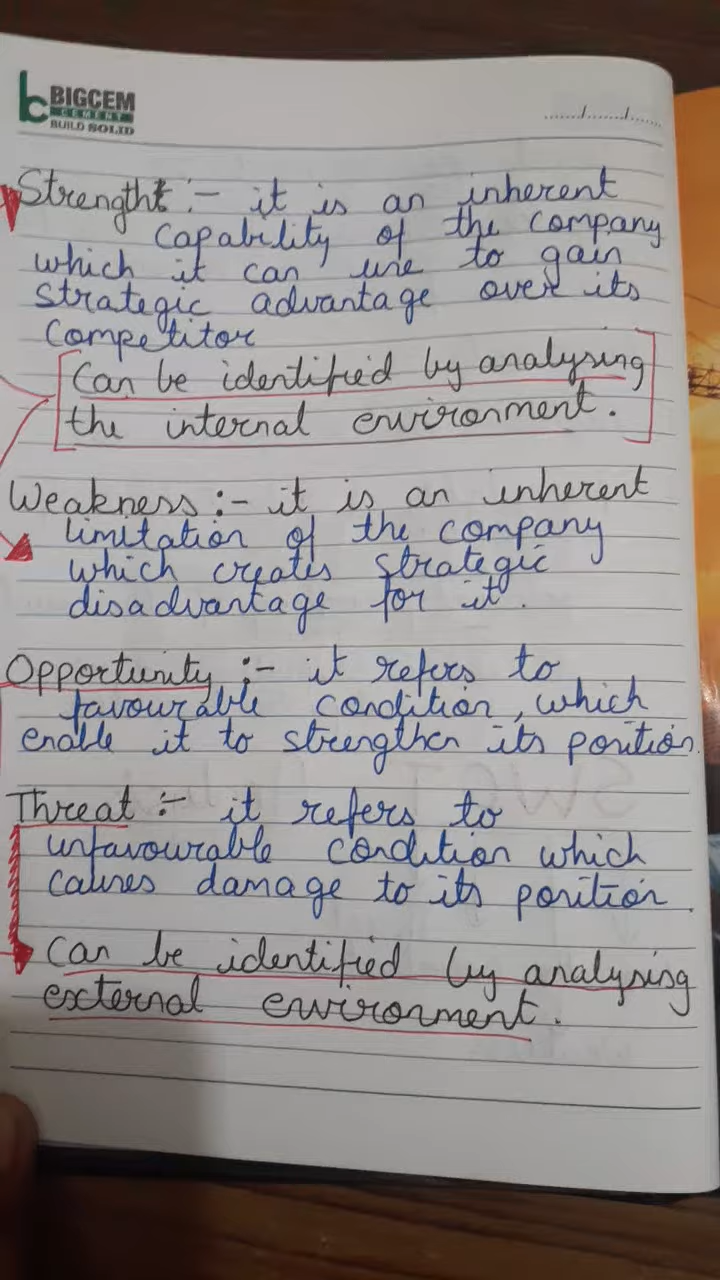 BIGCEM
CEMENT
BUILD SOLID
....../......./.......
Strenght :- it is an inherent
capability of the company
which it can use to gain
strategic advantage over its
competitor
Can be identified by analysing
the internal environment.
Weakness :- it is an inherent
limitation of the company
which creates strategic
disadvantage for it.
Opportunity :- it refers to
favourable condition, which
enable it to strengthen its position.
Threat :- it refers to
unfavourable condition which
causes damage to its position.
Can be identified by analysing
external environment.